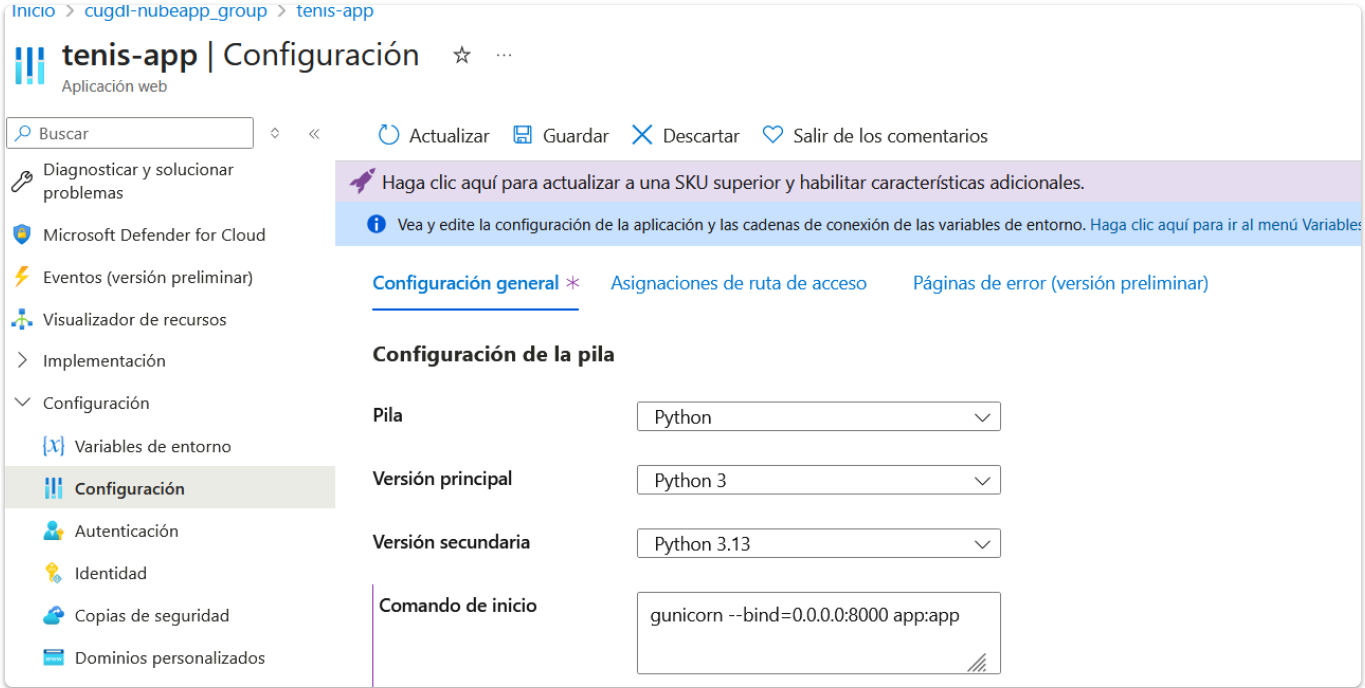 Inicio > cugdl-nubeapp_group > tenis-app
tenis-app | Configuración
Aplicación web
Buscar
Actualizar Guardar Descartar Salir de los comentarios
Diagnosticar y solucionar
problemas
Microsoft Defender for Cloud
Eventos (versión preliminar)
Visualizador de recursos
Implementación
Configuración
Variables de entorno
Configuración
Autenticación
Identidad
Copias de seguridad
Dominios personalizados
Haga clic aquí para actualizar a una SKU superior y habilitar características adicionales.
Vea y edite la configuración de la aplicación y las cadenas de conexión de las variables de entorno. Haga clic aquí para ir al menú Variables
Configuración general * Asignaciones de ruta de acceso Páginas de error (versión preliminar)
Configuración de la pila
Pila Python
Versión principal Python 3
Versión secundaria Python 3.13
Comando de inicio gunicorn --bind=0.0.0.0:8000 app:app